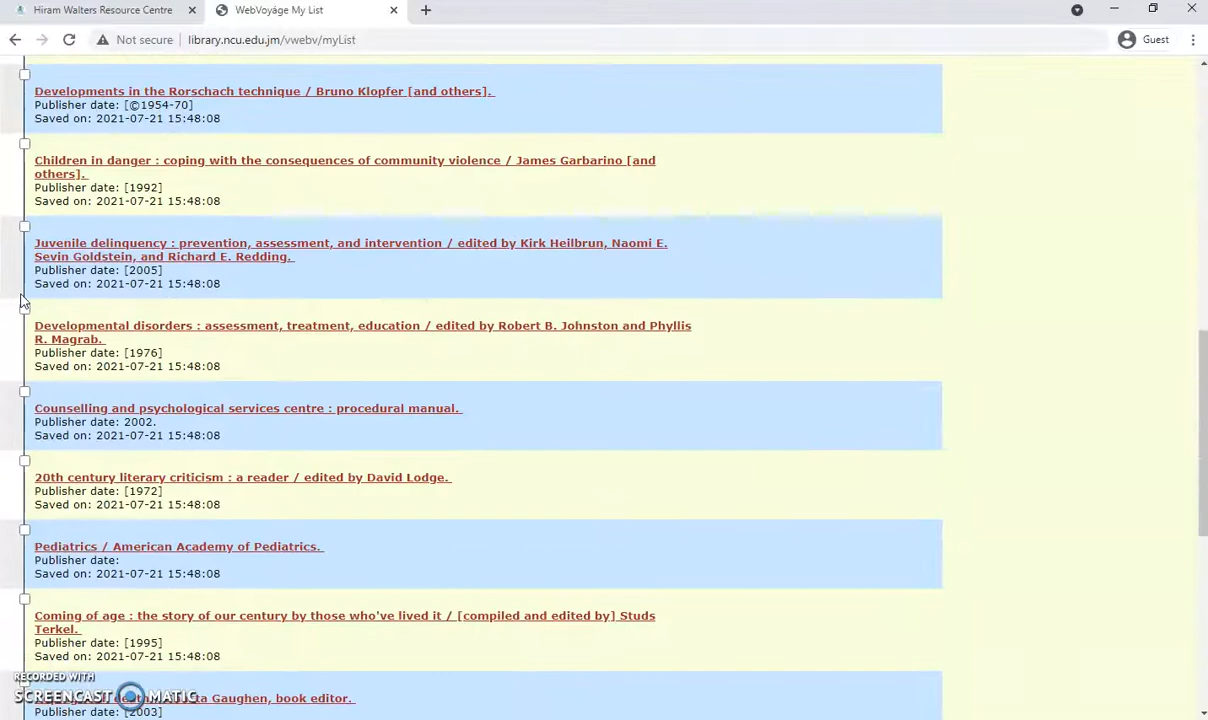 Hiram Walters Resource Centre
WebVoyáge My List
Not secure
library.ncu.edu.jm/vwebv/myList
Guest
Developments in the Rorschach technique / Bruno Klopfer [and others].
Publisher date: [©1954-70]
Saved on: 2021-07-21 15:48:08
Children in danger : coping with the consequences of community violence / James Garbarino [and
others].
Publisher date: [1992]
Saved on: 2021-07-21 15:48:08
Juvenile delinquency : prevention, assessment, and intervention / edited by Kirk Heilbrun, Naomi E.
Sevin Goldstein, and Richard E. Redding.
Publisher date: [2005]
Saved on: 2021-07-21 15:48:08
Developmental disorders : assessment, treatment, education / edited by Robert B. Johnston and Phyllis
R. Magrab.
Publisher date: [1976]
Saved on: 2021-07-21 15:48:08
Counselling and psychological services centre : procedural manual.
Publisher date: 2002.
Saved on: 2021-07-21 15:48:08
20th century literary criticism : a reader / edited by David Lodge.
Publisher date: [1972]
Saved on: 2021-07-21 15:48:08
Pediatrics / American Academy of Pediatrics.
Publisher date:
Saved on: 2021-07-21 15:48:08
Coming of age : the story of our century by those who've lived it / [compiled and edited by] Studs
Terkel.
Publisher date: [1995]
Saved on: 2021-07-21 15:48:08
RECORDED WITH
SCREENCAST MATIC
Gaughen, book editor.
Publisher date: [2003]